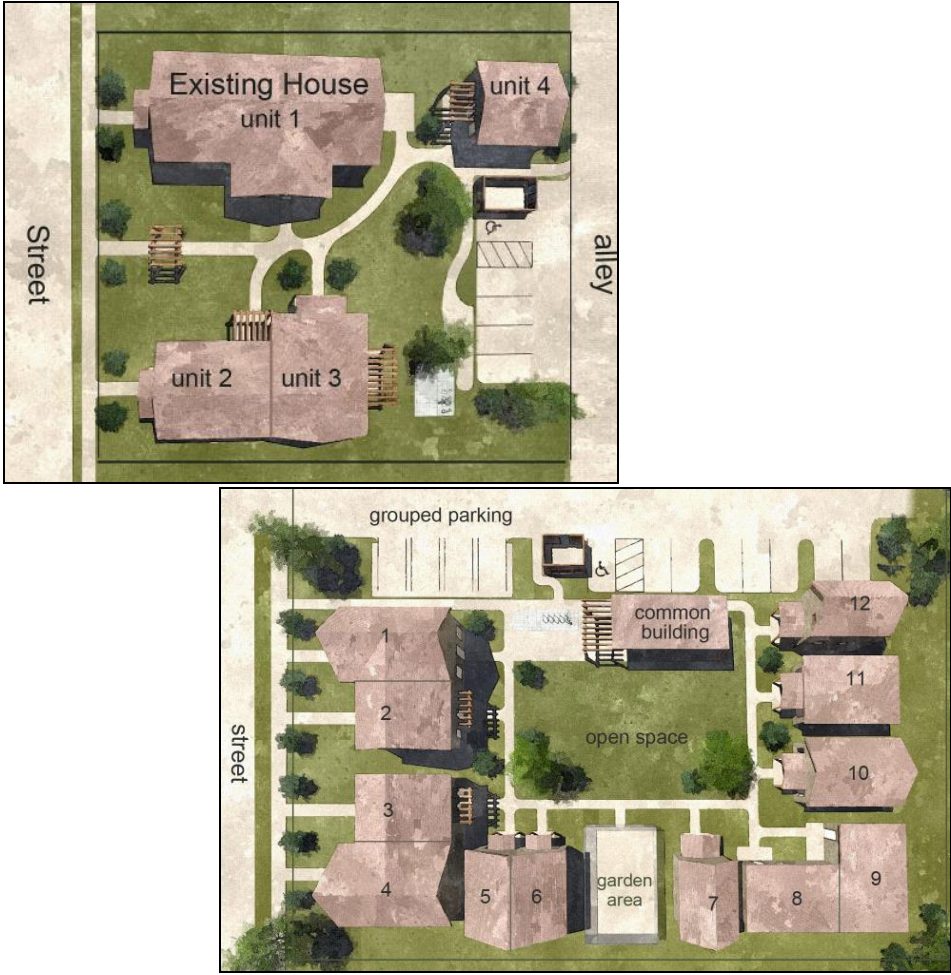 Existing House
unit 1
unit 4
Street
alley
unit 2
unit 3
grouped parking
12
common
building
1
11
2
open space
street
10
3
4
5
6
garden
area
7
8
9